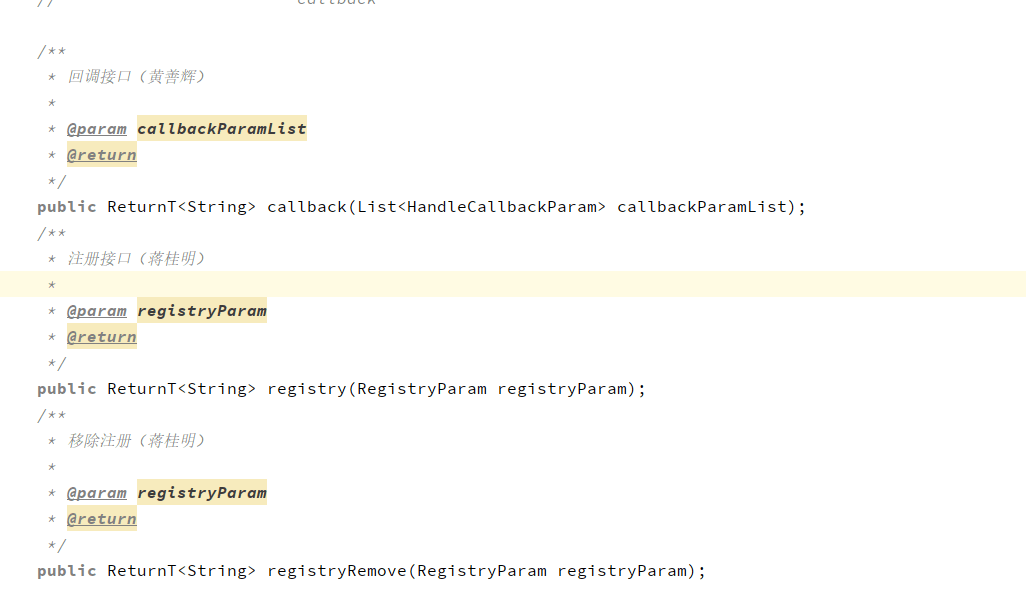 // callback
/**
* 回调接口（黄善辉）
*
* @param callbackParamList
* @return
*/
public ReturnT<String> callback(List<HandleCallbackParam> callbackParamList);
/**
* 注册接口（蒋桂明）
*
* @param registryParam
* @return
*/
public ReturnT<String> registry(RegistryParam registryParam);
/**
* 移除注册（蒋桂明）
*
* @param registryParam
* @return
*/
public ReturnT<String> registryRemove(RegistryParam registryParam);